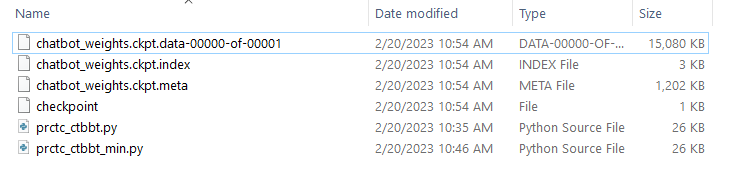 Name Date modified Type Size
chatbot_weights.ckpt.data-00000-of-00001 2/20/2023 10:54 AM DATA-00000-OF-... 15,080 KB
chatbot_weights.ckpt.index 2/20/2023 10:54 AM INDEX File 3 KB
chatbot_weights.ckpt.meta 2/20/2023 10:54 AM META File 1,202 KB
checkpoint 2/20/2023 10:54 AM File 1 KB
prctc_ctbbt.py 2/20/2023 10:35 AM Python Source File 26 KB
prctc_ctbbt_min.py 2/20/2023 10:46 AM Python Source File 26 KB